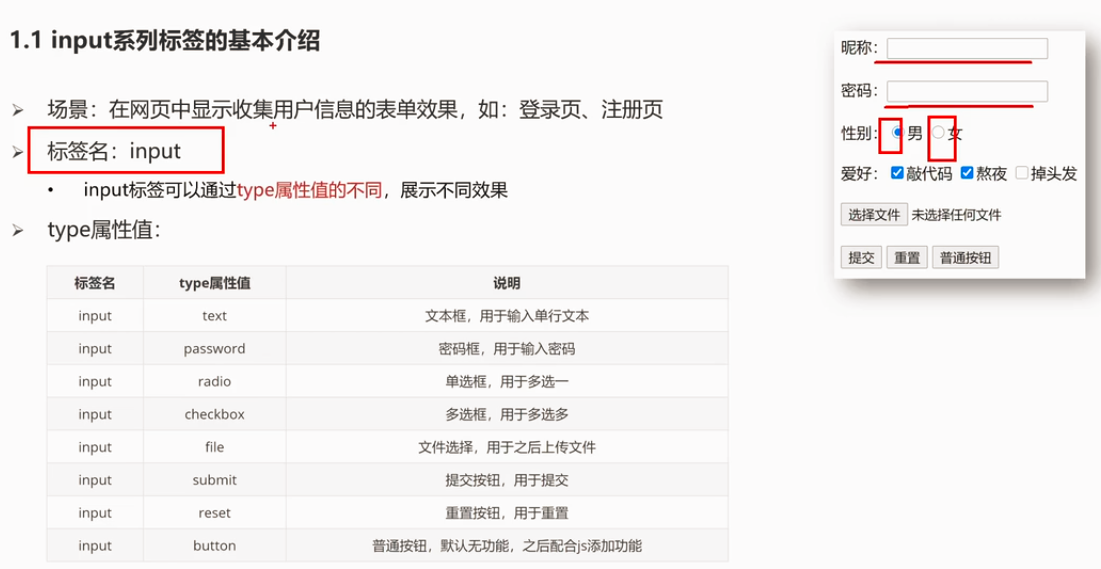 1.1 input系列标签的基本介绍
场景：在网页中显示收集用户信息的表单效果，如：登录页、注册页
标签名：input
input标签可以通过type属性值的不同，展示不同效果
type属性值：
标签名 type属性值 说明
input text 文本框，用于输入单行文本
input password 密码框，用于输入密码
input radio 单选框，用于多选一
input checkbox 多选框，用于多选多
input file 文件选择，用于之后上传文件
input submit 提交按钮，用于提交
input reset 重置按钮，用于重置
input button 普通按钮，默认无功能，之后配合js添加功能
昵称：
密码：
性别： 男 女
爱好： 敲代码 熬夜 掉头发
选择文件 未选择任何文件
提交 重置 普通按钮